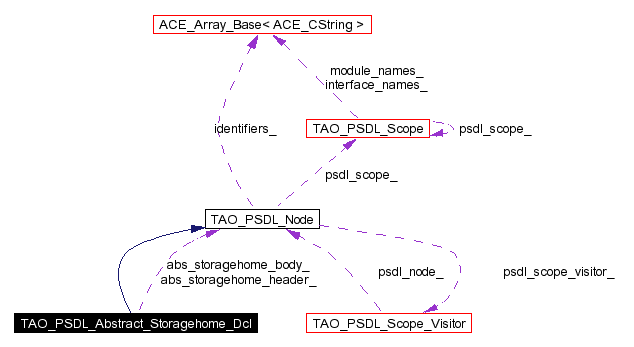 ACE_Array_Base< ACE_CString >
module_names_
interface_names_
identifiers_
TAO_PSDL_Scope
psdl_scope_
psdl_scope_
TAO_PSDL_Node
abs_storagehome_body_
abs_storagehome_header_
psdl_node_
psdl_scope_visitor_
TAO_PSDL_Abstract_Storagehome_Dcl
TAO_PSDL_Scope_Visitor